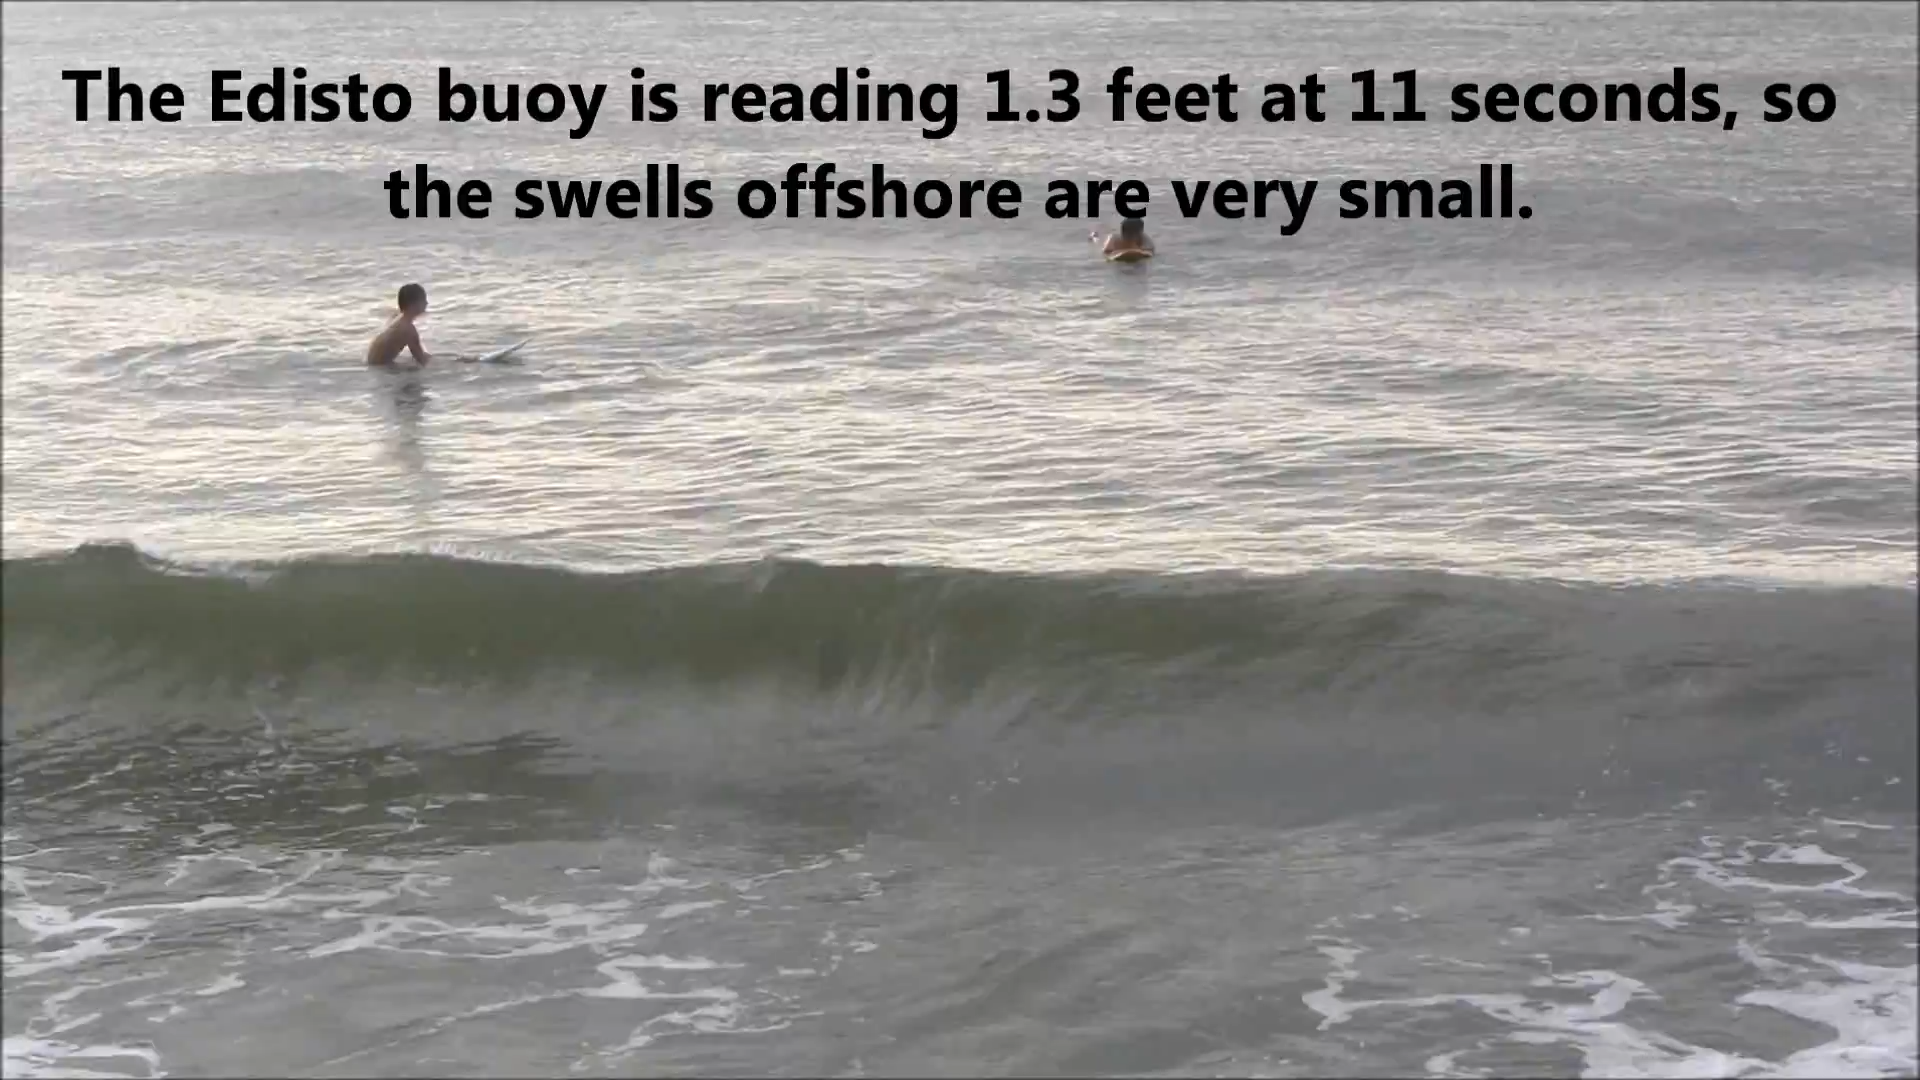 The Edisto buoy is reading 1.3 feet at 11 seconds, so
the swells offshore are very small.